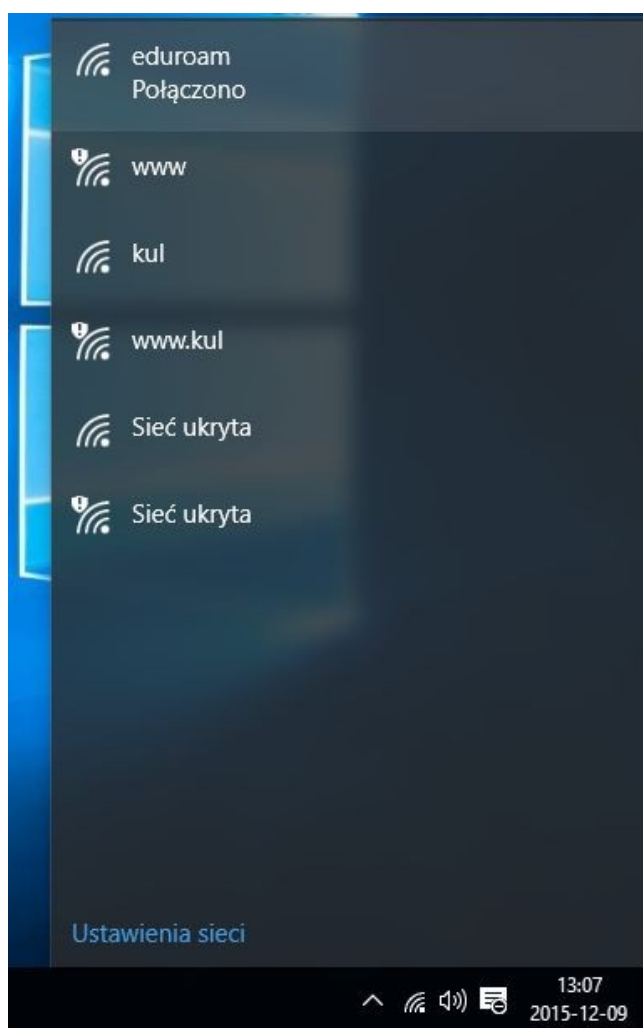 eduroam
Połączono
www
kul
www.kul
Sieć ukryta
Sieć ukryta
Ustawienia sieci
13:07
2015-12-09